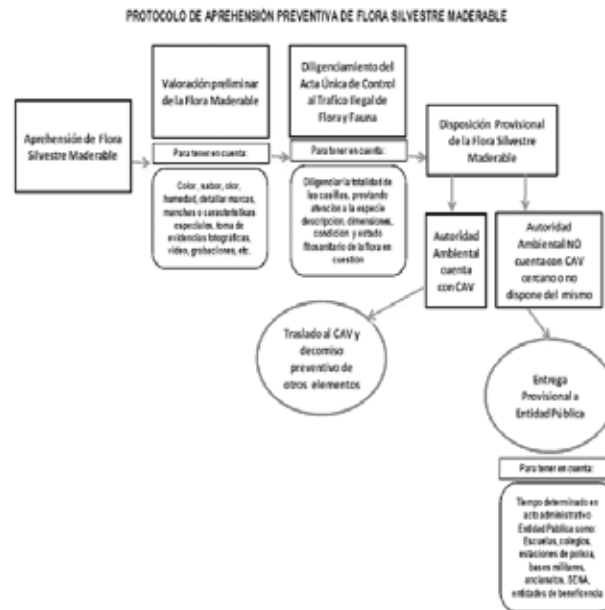 PROTOCOLO DE APREHENSIÓN PREVENTIVA DE FLORA SILVESTRE MADERABLE
Aprehensión de Flora
Silvestre Maderable
Valoración preliminar
de la Flora Maderable
Para tener en cuenta:
Color, sabor, olor,
humedad, detallar marcas,
manchas o características
especiales, toma de
evidencias fotográficas,
video, grabaciones, etc.
Diligenciamiento del
Acta Única de Control
al Trafico Ilegal de
Flora y Fauna
Para tener en cuenta:
Diligenciar la totalidad de
las casillas, prestando
atención a la especie
descripcion, dimensiones,
condicion y estado
fitosanitario de la flora en
cuestión
Disposición Provisional
de la Flora Silvestre
Maderable
Autoridad
Ambiental
cuenta
con CAV
Autoridad
Ambiental NO
cuenta con CAV
cercano o no
dispone del mismo
Traslado al CAV y
decomiso
preventivo de
otros elementos
Entrega
Provisional a
Entidad Pública
Para tener en cuenta:
Tiempo determinado en
acto administrativo
Entidad Pública como:
Escuelas, colegios,
estaciones de policia,
bases militares,
ancianatos, SENA,
entidades de beneficencia